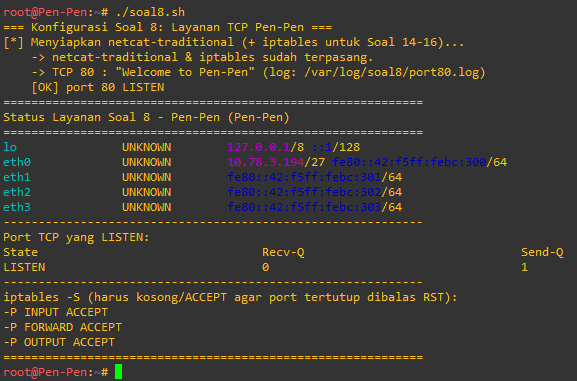 root@Pen-Pen:~# ./soal8.sh
=== Konfigurasi Soal 8: Layanan TCP Pen-Pen ===
[*] Menyiapkan netcat-traditional (+ iptables untuk Soal 14-16)...
    -> netcat-traditional & iptables sudah terpasang.
    -> TCP 80 : "Welcome to Pen-Pen" (log: /var/log/soal8/port80.log)
    [OK] port 80 LISTEN
============================================================
Status Layanan Soal 8 - Pen-Pen (Pen-Pen)
============================================================
lo               UNKNOWN        127.0.0.1/8 ::1/128
eth0             UNKNOWN        10.78.3.194/27 fe80::42:f5ff:febc:300/64
eth1             UNKNOWN        fe80::42:f5ff:febc:301/64
eth2             UNKNOWN        fe80::42:f5ff:febc:302/64
eth3             UNKNOWN        fe80::42:f5ff:febc:303/64
------------------------------------------------------------
Port TCP yang LISTEN:
State                                Recv-Q                               Send-Q
LISTEN                               0                                    1
------------------------------------------------------------
iptables -S (harus kosong/ACCEPT agar port tertutup dibalas RST):
-P INPUT ACCEPT
-P FORWARD ACCEPT
-P OUTPUT ACCEPT
============================================================
root@Pen-Pen:~#